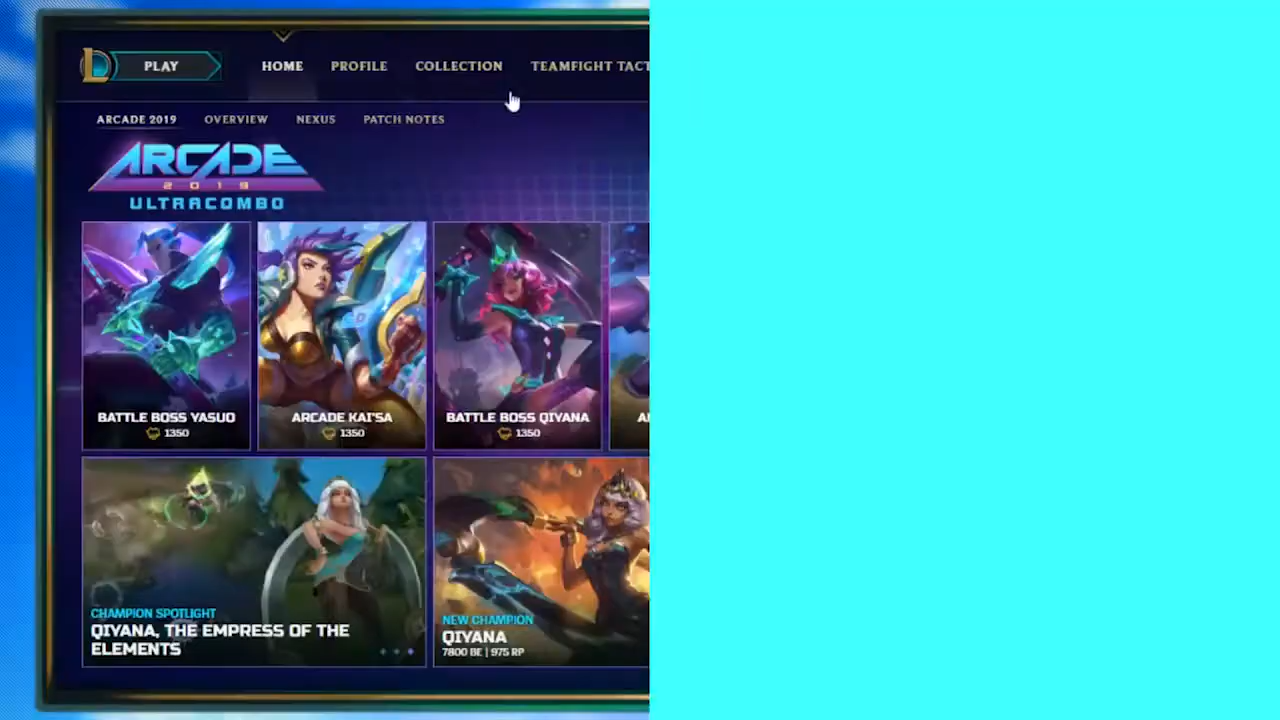 PLAY HOME PROFILE COLLECTION TEAMFIGHT TACT
ARCADE 2019 OVERVIEW NEXUS PATCH NOTES
ARCADE
2019
ULTRACOMBO
BATTLE BOSS YASUO
1350
ARCADE KAI'SA
1350
BATTLE BOSS QIYANA
1350
A
CHAMPION SPOTLIGHT
QIYANA, THE EMPRESS OF THE
ELEMENTS
NEW CHAMPION
QIYANA
7800 BE | 975 RP